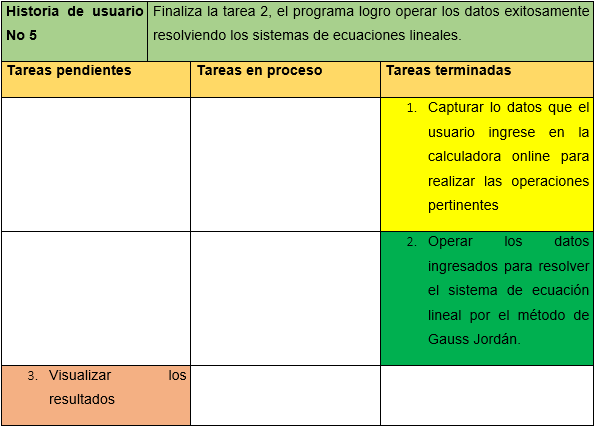 Historia de usuario
No 5
Finaliza la tarea 2, el programa logro operar los datos exitosamente
resolviendo los sistemas de ecuaciones lineales.
Tareas pendientes
Tareas en proceso
Tareas terminadas
1. Capturar lo datos que el
usuario ingrese en la
calculadora online para
realizar las operaciones
pertinentes
2. Operar los datos
ingresados para resolver
el sistema de ecuación
lineal por el método de
Gauss Jordán.
3. Visualizar los
resultados